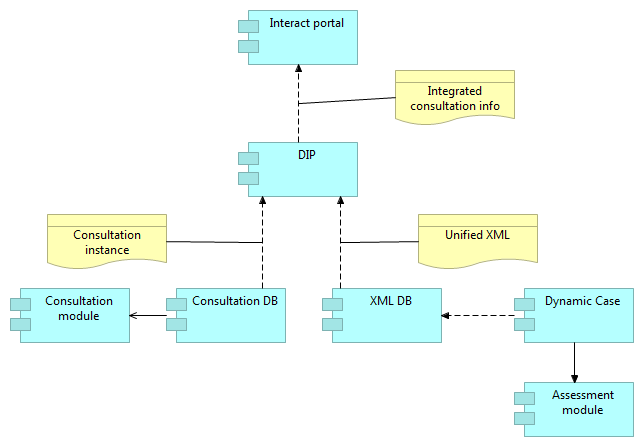 Interact portal
Integrated
consultation info
DIP
Consultation
instance
Unified XML
Consultation
module
Consultation DB
XML DB
Dynamic Case
Assessment
module